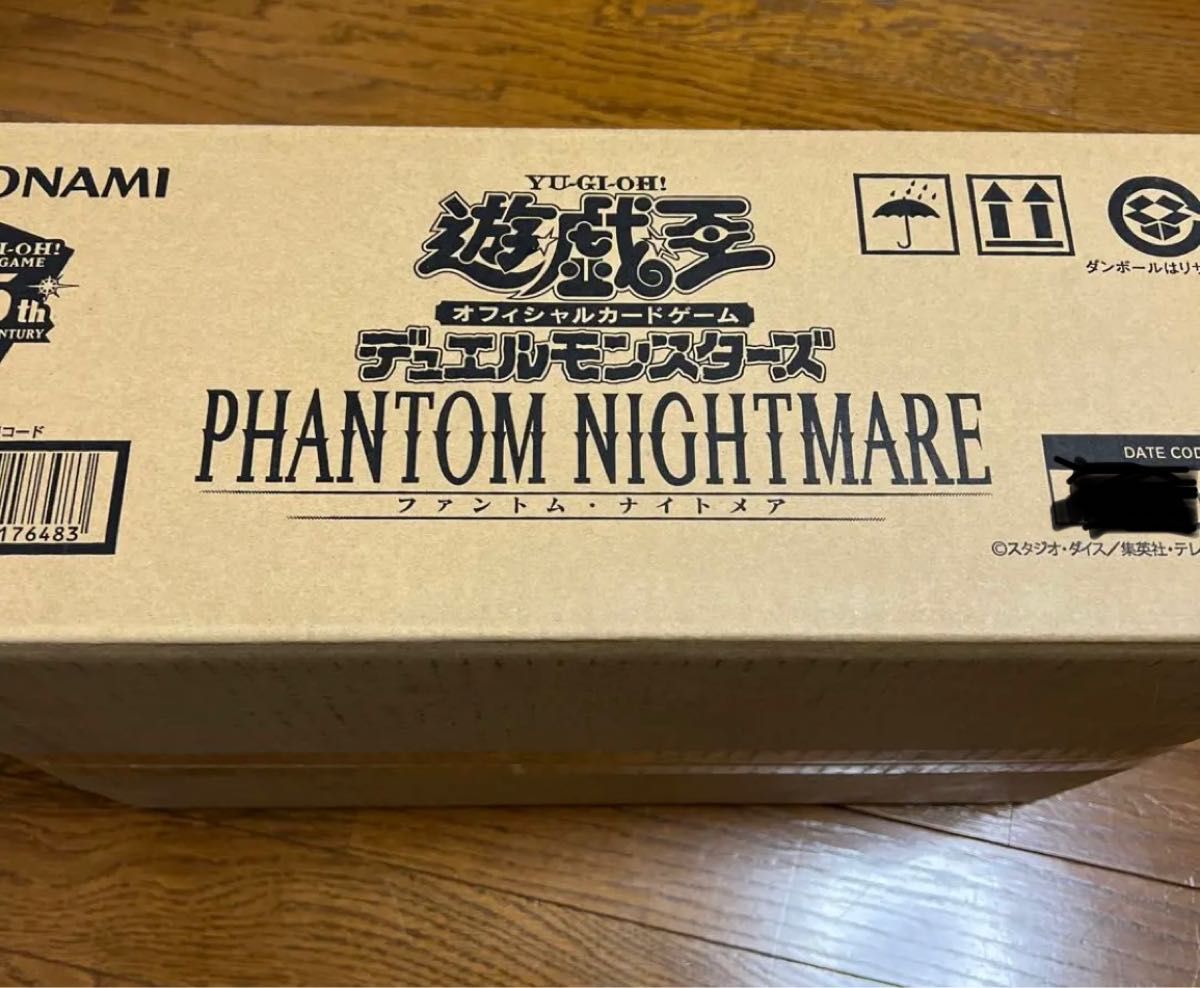 ONAMI
YU-GI-OH!
遊戯王
オフィシャルカードゲーム
デュエルモンスターズ
PHANTOM NIGHTMARE
ファントム・ナイトメア
I-OH!
GAME
5th
NTURY
コード
176483
ダンボールはリサ
DATE COD
©スタジオ・ダイス/集英社・テレ